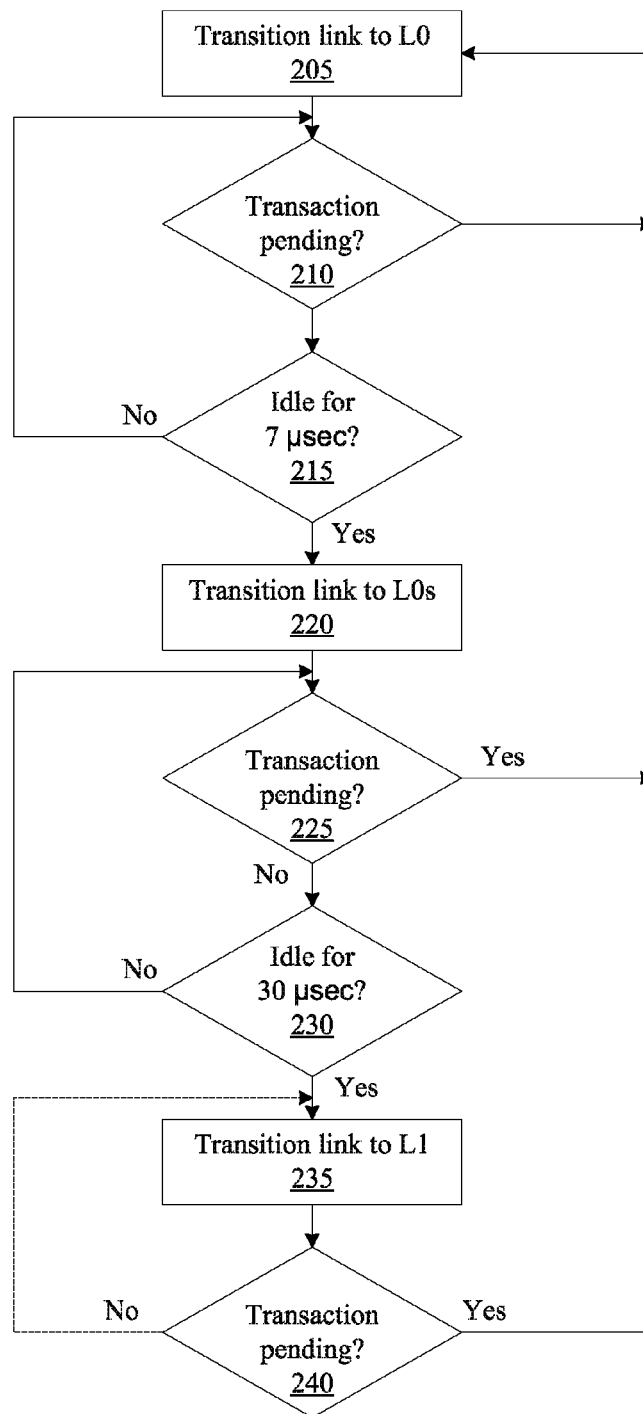 Transition link to L0
205
Transaction
pending?
210
Idle for
7 µsec?
215
No
Yes
Transition link to L0s
220
Transaction
pending?
225
Yes
No
Idle for
30 µsec?
230
No
Yes
Transition link to L1
235
Transaction
pending?
240
No
Yes